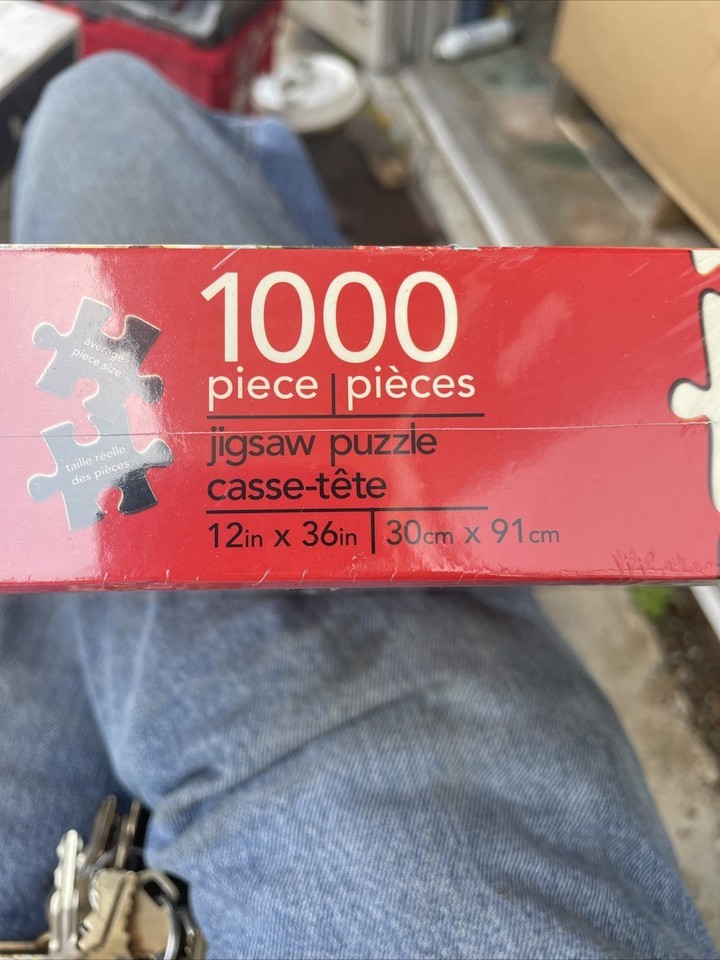 average
piece size
taille réelle
des pièces
1000
piece | pièces
jigsaw puzzle
casse-tête
12in x 36in | 30cm x 91cm